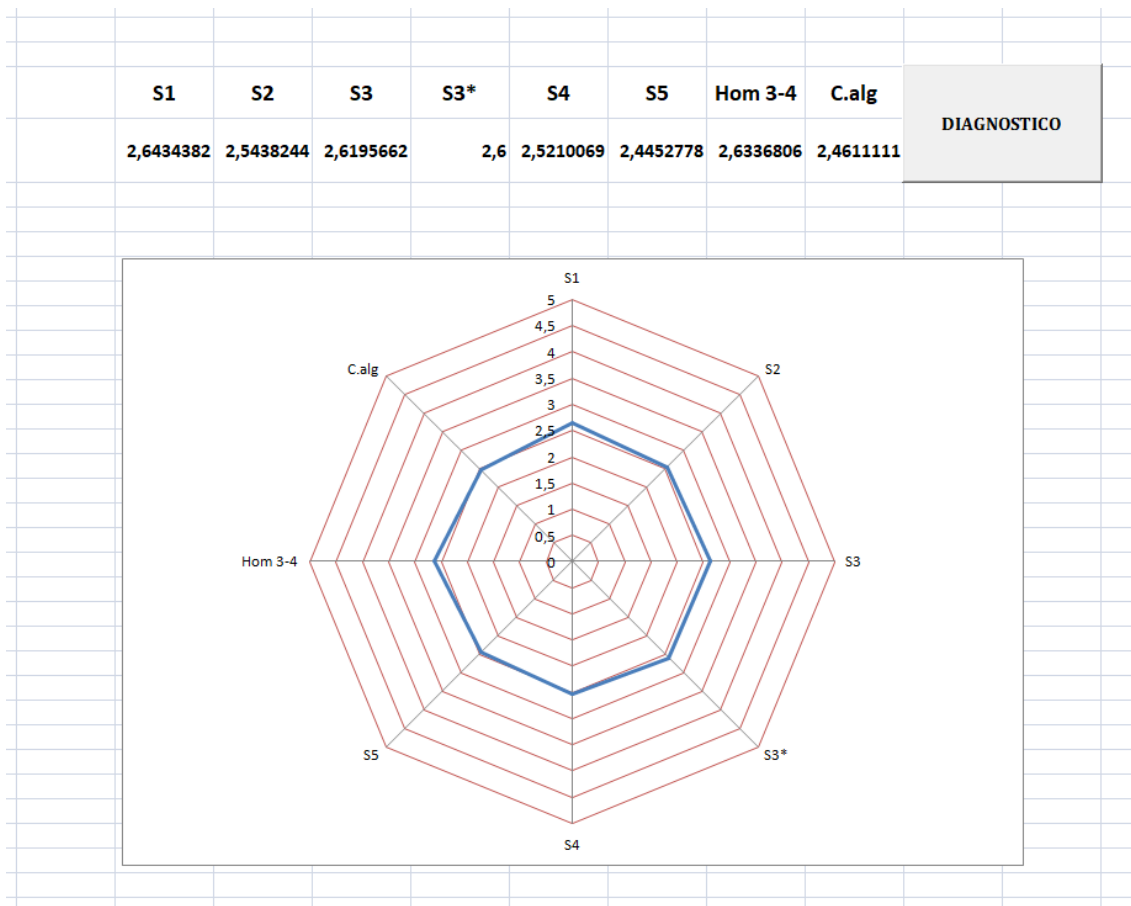 S1 S2 S3 S3* S4 S5 Hom 3-4 C.alg
DIAGNOSTICO
2,6434382 2,5438244 2,6195662 2,6 2,5210069 2,4452778 2,6336806 2,4611111
S1
5
4,5
4
C.alg
S2
3,5
3
2,5
2
1,5
1
0,5
Hom 3-4
0
S3
S5
S3*
S4